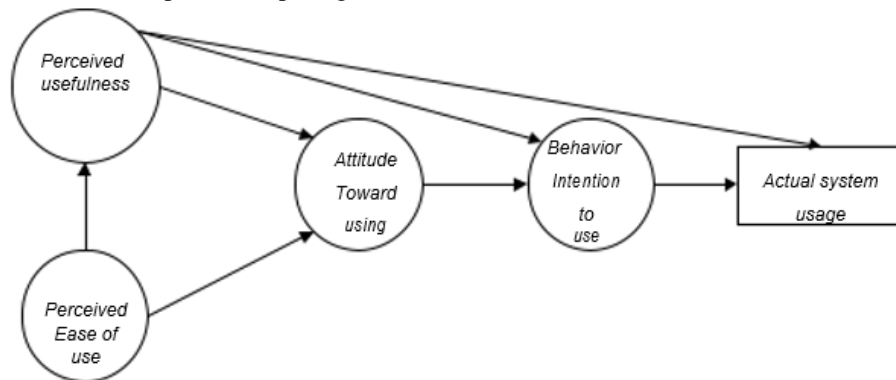 Perceived
usefulness
Attitude
Toward
using
Behavior
Intention
to
use
Actual system
usage
Perceived
Ease of
use